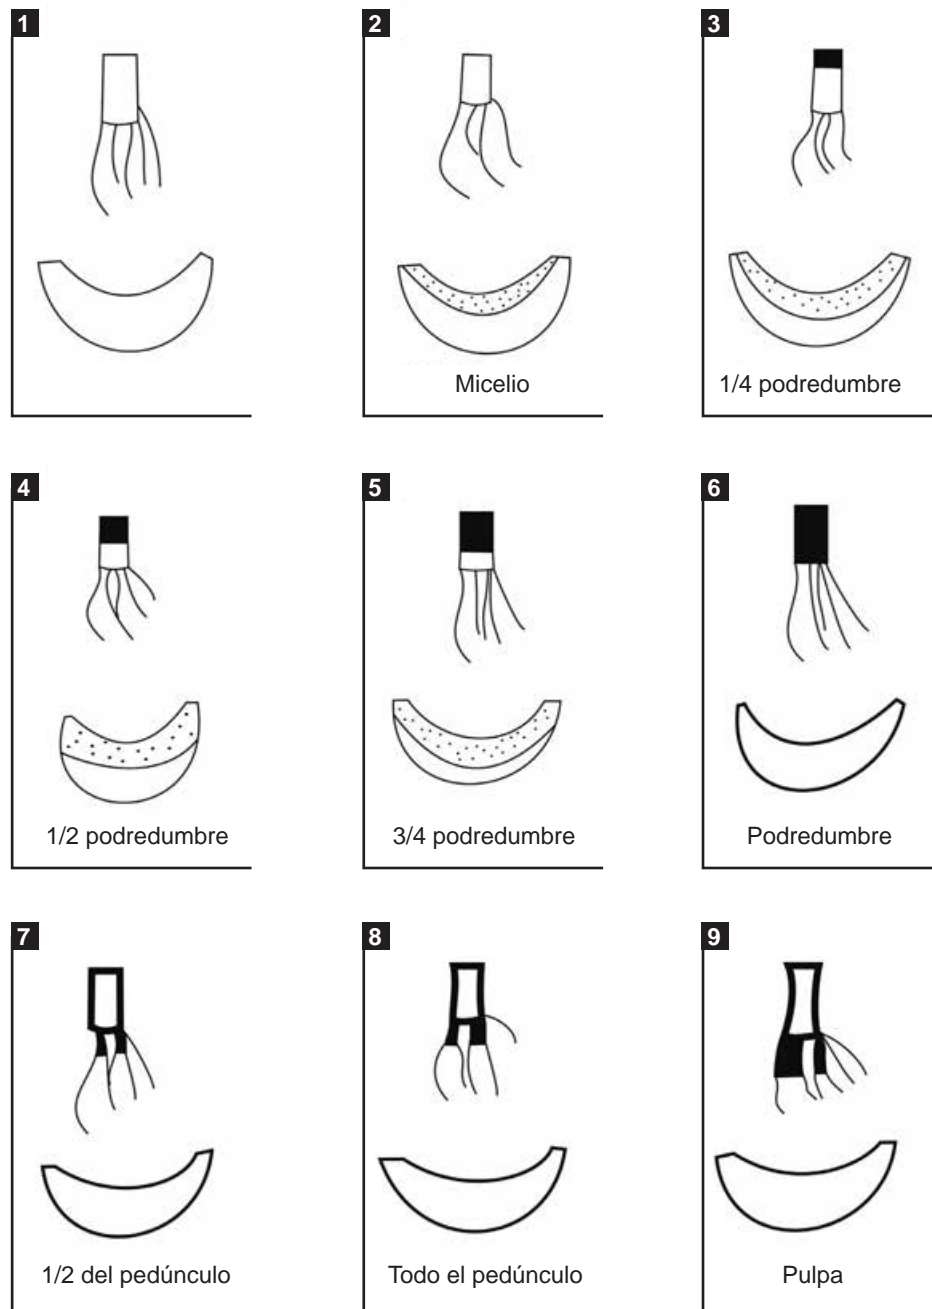 1
2
3
Micelio
1/4 podredumbre
4
5
6
1/2 podredumbre
3/4 podredumbre
Podredumbre
7
8
9
1/2 del pedúnculo
Todo el pedúnculo
Pulpa